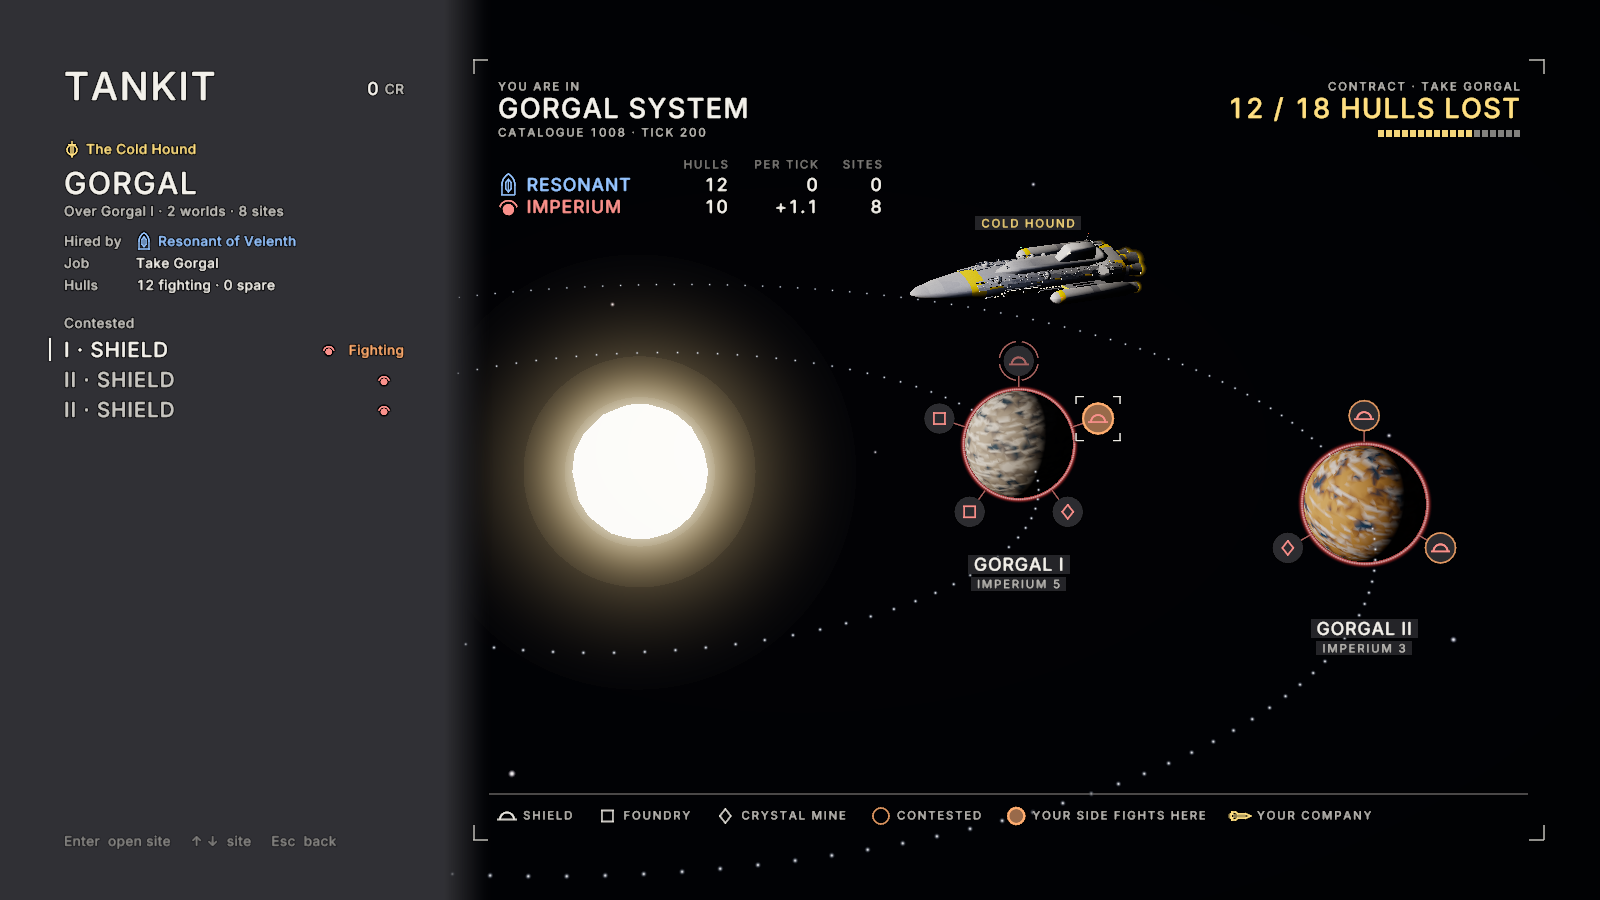 TANKIT
0 CR
The Cold Hound
GORGAL
Over Gorgal I · 2 worlds · 8 sites
Hired by Resonant of Velenth
Job Take Gorgal
Hulls 12 fighting · 0 spare
Contested
I · SHIELD Fighting
II · SHIELD
II · SHIELD
Enter open site ↑ ↓ site Esc back
YOU ARE IN
GORGAL SYSTEM
CATALOGUE 1008 · TICK 200
HULLS PER TICK SITES
RESONANT 12 0 0
IMPERIUM 10 +1.1 8
CONTRACT · TAKE GORGAL
12 / 18 HULLS LOST
COLD HOUND
GORGAL I
IMPERIUM 5
GORGAL II
IMPERIUM 3
SHIELD FOUNDRY CRYSTAL MINE CONTESTED YOUR SIDE FIGHTS HERE YOUR COMPANY